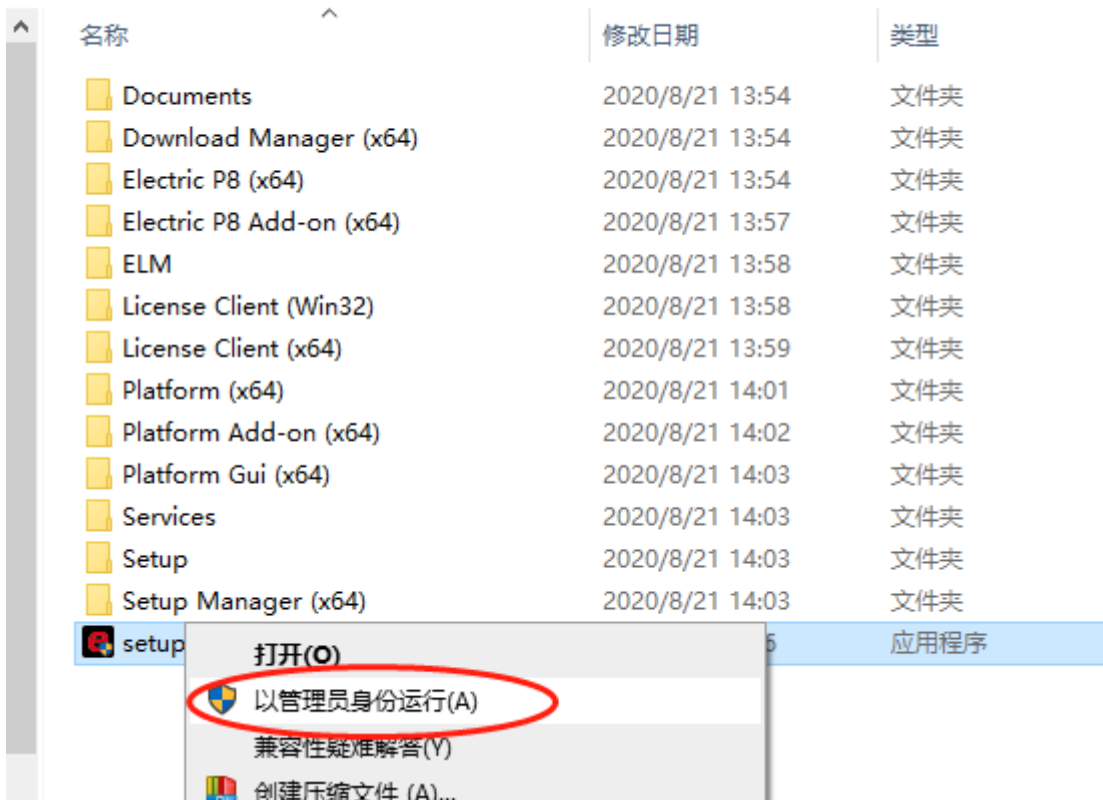 名称 修改日期 类型
Documents 2020/8/21 13:54 文件夹
Download Manager (x64) 2020/8/21 13:54 文件夹
Electric P8 (x64) 2020/8/21 13:54 文件夹
Electric P8 Add-on (x64) 2020/8/21 13:57 文件夹
ELM 2020/8/21 13:58 文件夹
License Client (Win32) 2020/8/21 13:58 文件夹
License Client (x64) 2020/8/21 13:59 文件夹
Platform (x64) 2020/8/21 14:01 文件夹
Platform Add-on (x64) 2020/8/21 14:02 文件夹
Platform Gui (x64) 2020/8/21 14:03 文件夹
Services 2020/8/21 14:03 文件夹
Setup 2020/8/21 14:03 文件夹
Setup Manager (x64) 2020/8/21 14:03 文件夹
setup 6 应用程序
打开(O)
以管理员身份运行(A)
兼容性疑难解答(Y)
创建压缩文件 (A)...